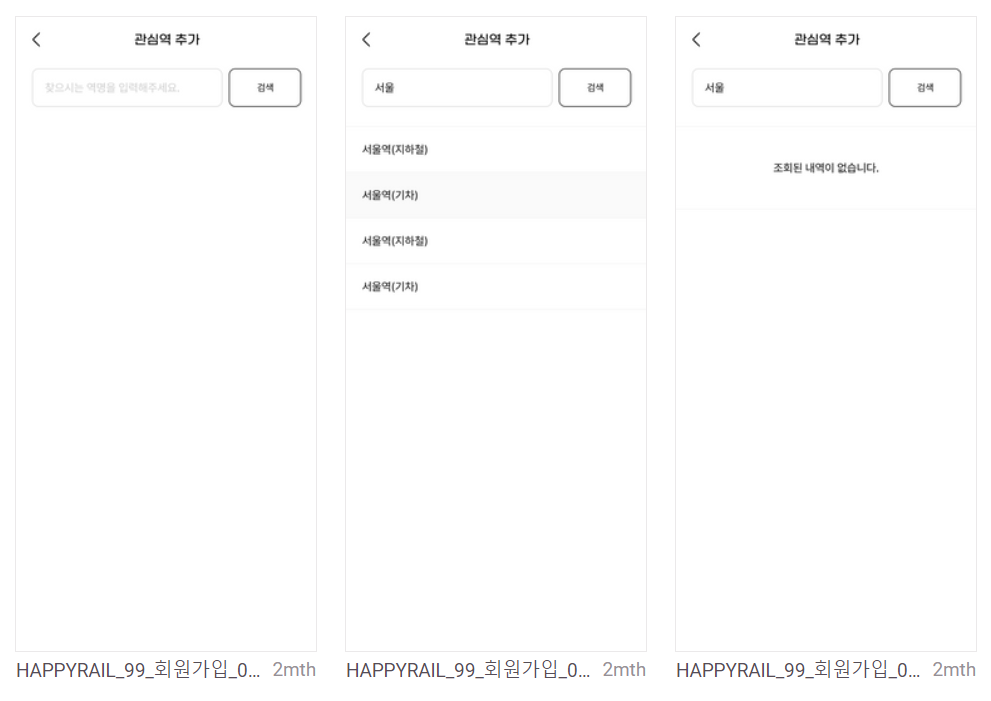 관심역 추가
찾으시는 역명을 입력해주세요.
검색
HAPPYRAIL_99_회원가입_0... 2mth
관심역 추가
서울
검색
서울역(지하철)
서울역(기차)
서울역(지하철)
서울역(기차)
HAPPYRAIL_99_회원가입_0... 2mth
관심역 추가
서울
검색
조회된 내역이 없습니다.
HAPPYRAIL_99_회원가입_0... 2mth